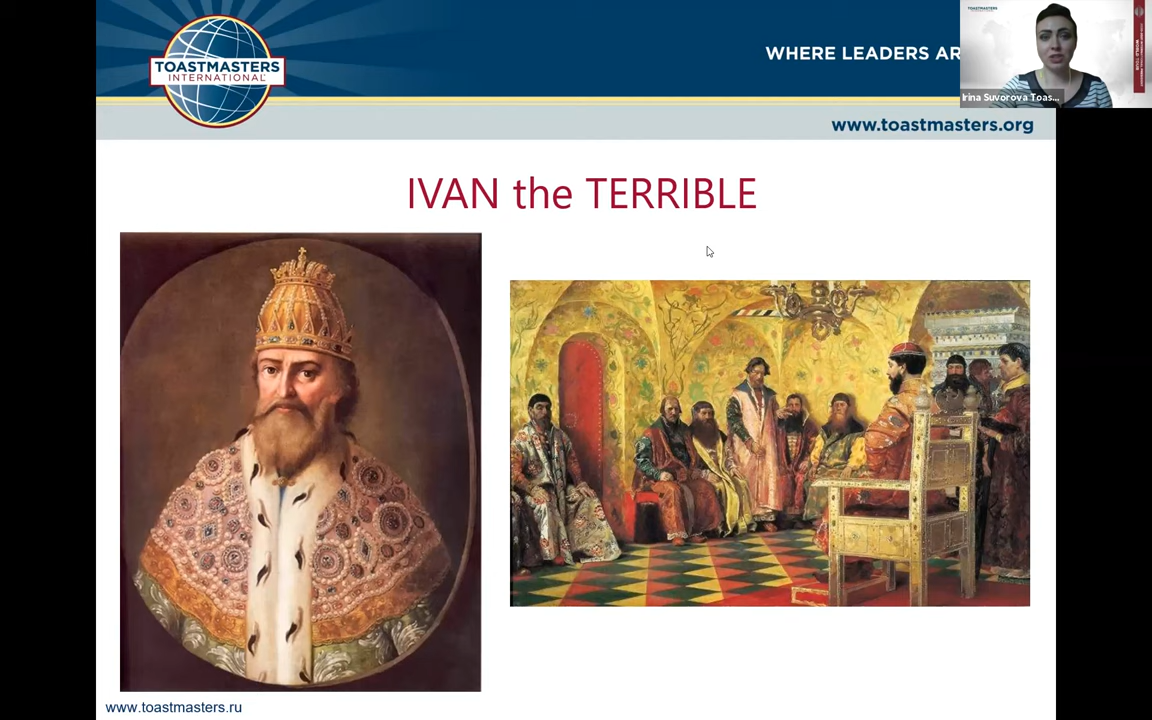 TOASTMASTERS
INTERNATIONAL
WHERE LEADERS AR
Irina Suvorova Toas...
www.toastmasters.org
IVAN the TERRIBLE
www.toastmasters.ru